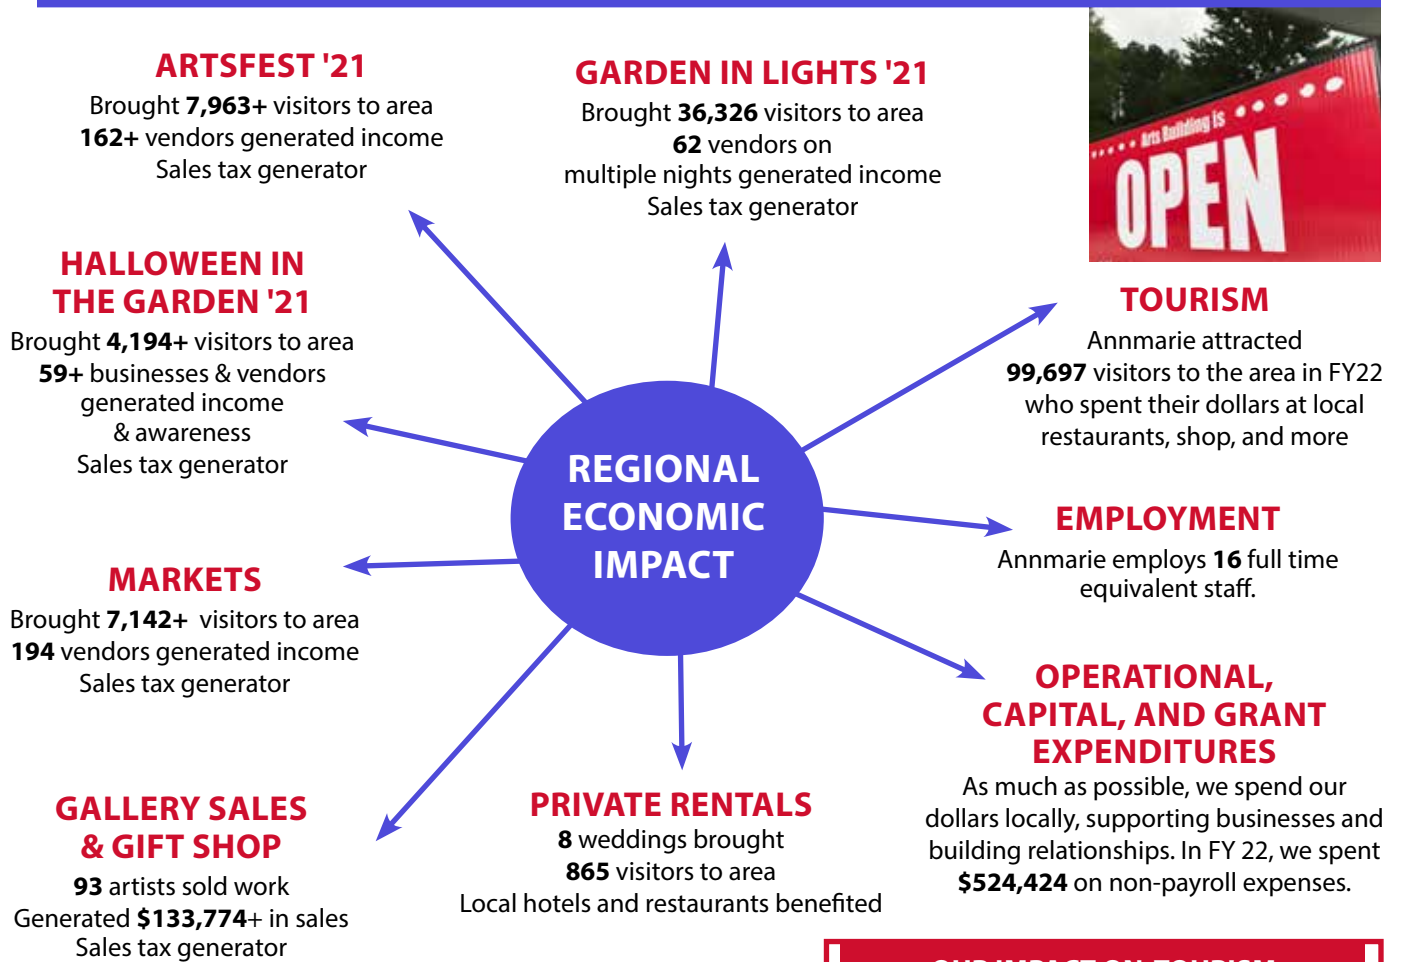 ARTSFEST '21
Brought 7,963+ visitors to area
162+ vendors generated income
Sales tax generator
GARDEN IN LIGHTS '21
Brought 36,326 visitors to area
62 vendors on
multiple nights generated income
Sales tax generator
Arts Building is
OPEN
HALLOWEEN IN
THE GARDEN '21
Brought 4,194+ visitors to area
59+ businesses & vendors
generated income
& awareness
Sales tax generator
TOURISM
Annmarie attracted
99,697 visitors to the area in FY22
who spent their dollars at local
restaurants, shop, and more
REGIONAL
ECONOMIC
IMPACT
EMPLOYMENT
Annmarie employs 16 full time
equivalent staff.
MARKETS
Brought 7,142+ visitors to area
194 vendors generated income
Sales tax generator
OPERATIONAL,
CAPITAL, AND GRANT
EXPENDITURES
As much as possible, we spend our
dollars locally, supporting businesses and
building relationships. In FY 22, we spent
$524,424 on non-payroll expenses.
GALLERY SALES
& GIFT SHOP
93 artists sold work
Generated $133,774+ in sales
Sales tax generator
PRIVATE RENTALS
8 weddings brought
865 visitors to area
Local hotels and restaurants benefited
OUR IMPACT ON TOURISM